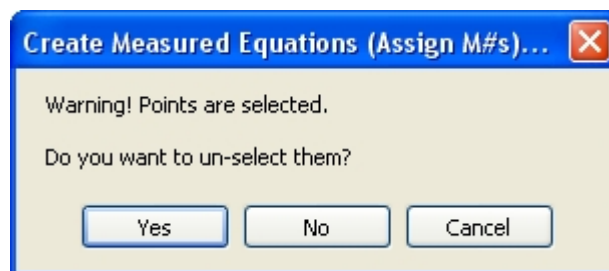 Create Measured Equations (Assign M#s)...
Warning! Points are selected.
Do you want to un-select them?
Yes No Cancel